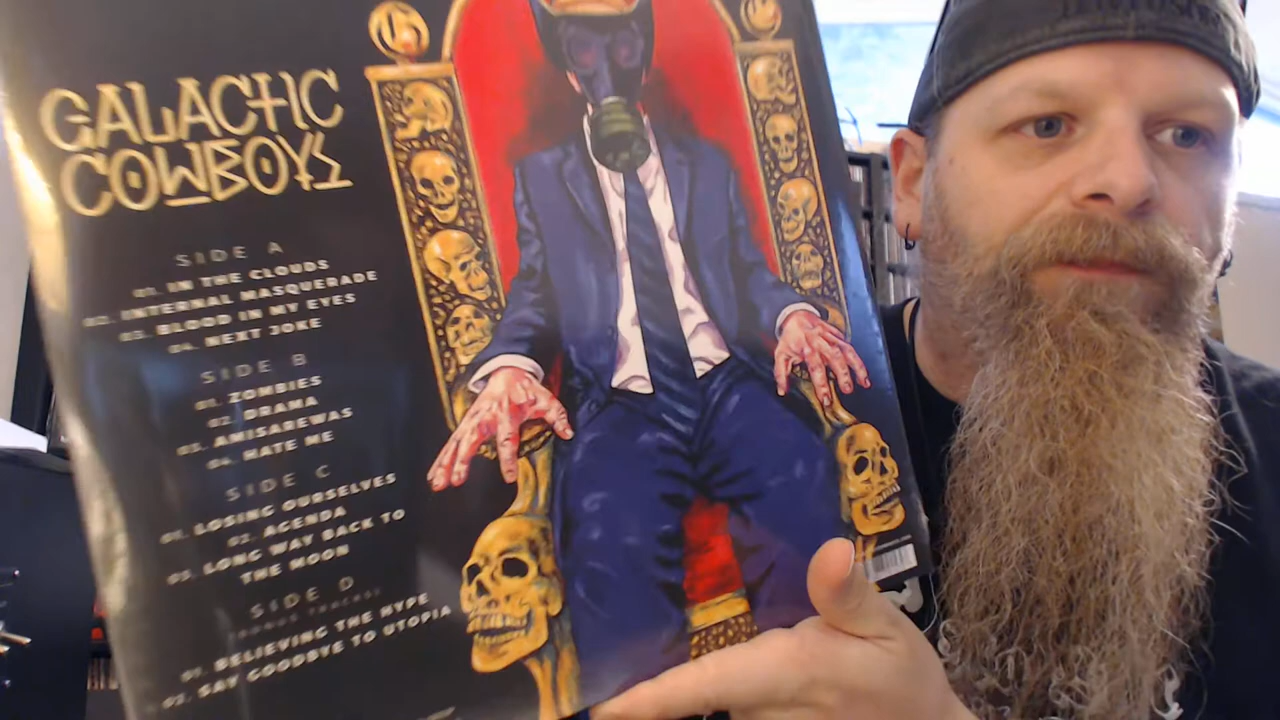 GALACTIC
COWBOYS
SIDE A
01. IN THE CLOUDS
02. INTERNAL MASQUERADE
03. BLOOD IN MY EYES
04. NEXT JOKE
SIDE B
01. ZOMBIES
02. DRAMA
03. AMISAREWAS
04. HATE ME
SIDE C
01. LOSING OURSELVES
02. AGENDA
03. LONG WAY BACK TO
THE MOON
SIDE D
(BONUS TRACKS)
01. BELIEVING THE HYPE
02. SAY GOODBYE TO UTOPIA